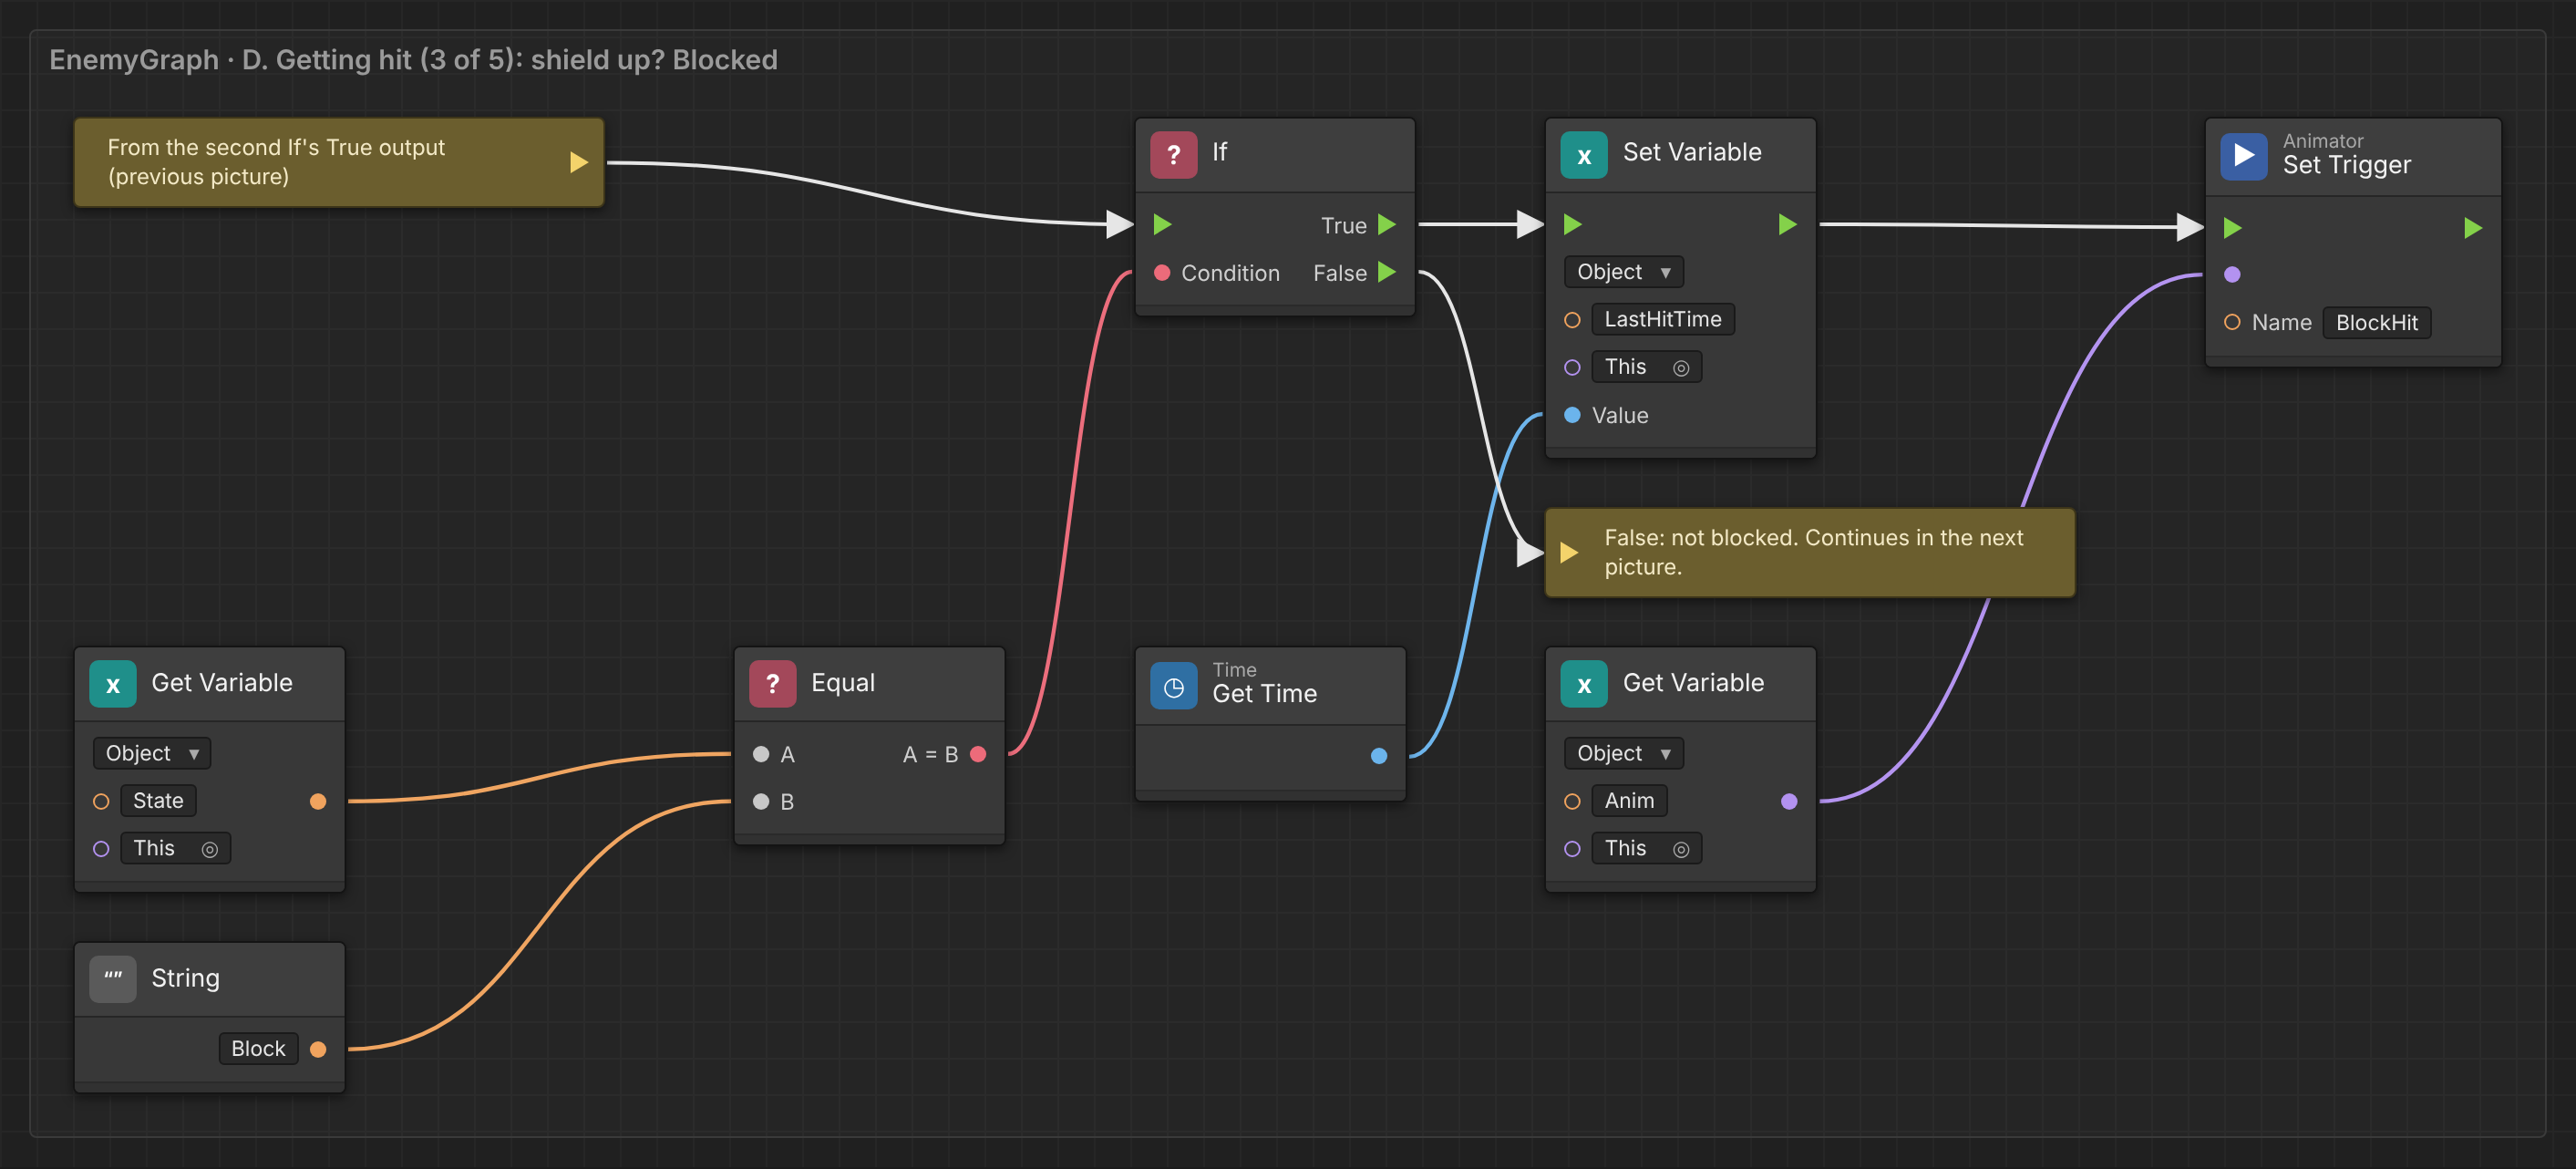 EnemyGraph · D. Getting hit (3 of 5): shield up? Blocked
From the second If's True output
(previous picture)
? If
True
Condition False
x Set Variable
Object
LastHitTime
This
Value
Animator
Set Trigger
Name BlockHit
False: not blocked. Continues in the next
picture.
x Get Variable
Object
State
This
? Equal
A A = B
B
Time
Get Time
x Get Variable
Object
Anim
This
“” String
Block